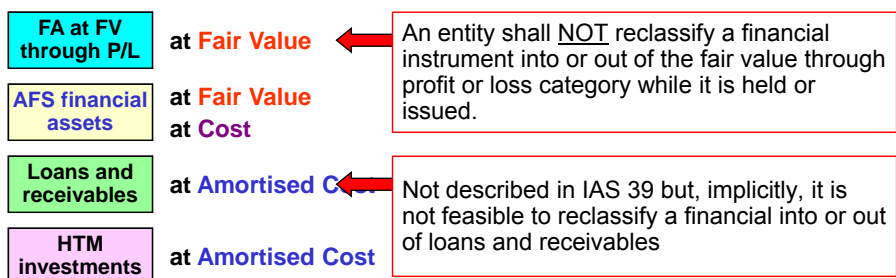 FA at FV
through P/L
at Fair Value
An entity shall NOT reclassify a financial
instrument into or out of the fair value through
profit or loss category while it is held or
issued.
AFS financial
assets
at Fair Value
at Cost
Loans and
receivables
at Amortised Cost
Not described in IAS 39 but, implicitly, it is
not feasible to reclassify a financial into or out
of loans and receivables
HTM
investments
at Amortised Cost